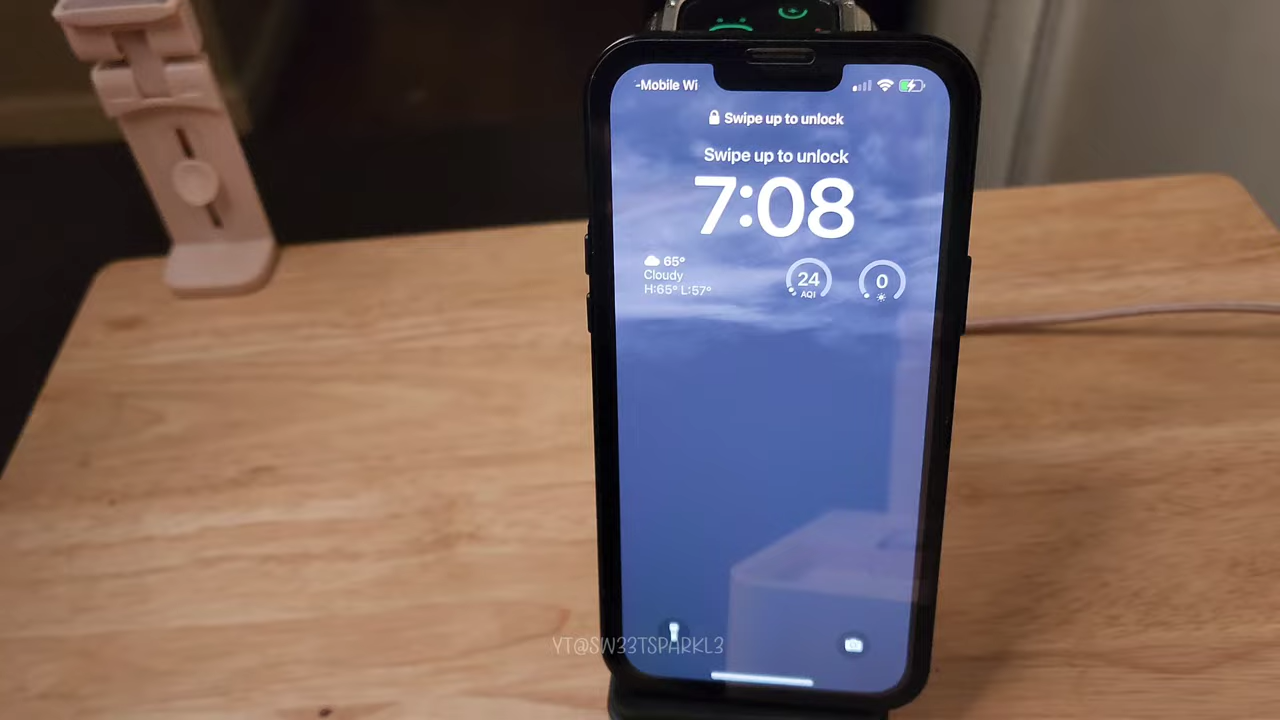 -Mobile Wi
Swipe up to unlock
Swipe up to unlock
7:08
65°
Cloudy
H:65° L:57°
24
AQI
0
YT@SW33TSPARKL3